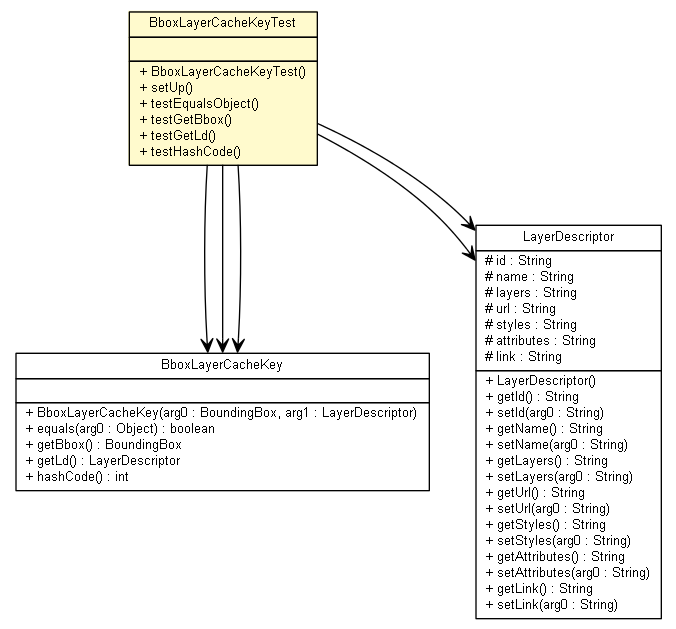 BboxLayerCacheKeyTest
+ BboxLayerCacheKeyTest()
+ setUp()
+ testEqualsObject()
+ testGetBbox()
+ testGetLd()
+ testHashCode()
LayerDescriptor
# id : String
# name : String
# layers : String
# url : String
# styles : String
# attributes : String
# link : String
+ LayerDescriptor()
+ getId() : String
+ setId(arg0 : String)
+ getName() : String
+ setName(arg0 : String)
+ getLayers() : String
+ setLayers(arg0 : String)
+ getUrl() : String
+ setUrl(arg0 : String)
+ getStyles() : String
+ setStyles(arg0 : String)
+ getAttributes() : String
+ setAttributes(arg0 : String)
+ getLink() : String
+ setLink(arg0 : String)
BboxLayerCacheKey
+ BboxLayerCacheKey(arg0 : BoundingBox, arg1 : LayerDescriptor)
+ equals(arg0 : Object) : boolean
+ getBbox() : BoundingBox
+ getLd() : LayerDescriptor
+ hashCode() : int